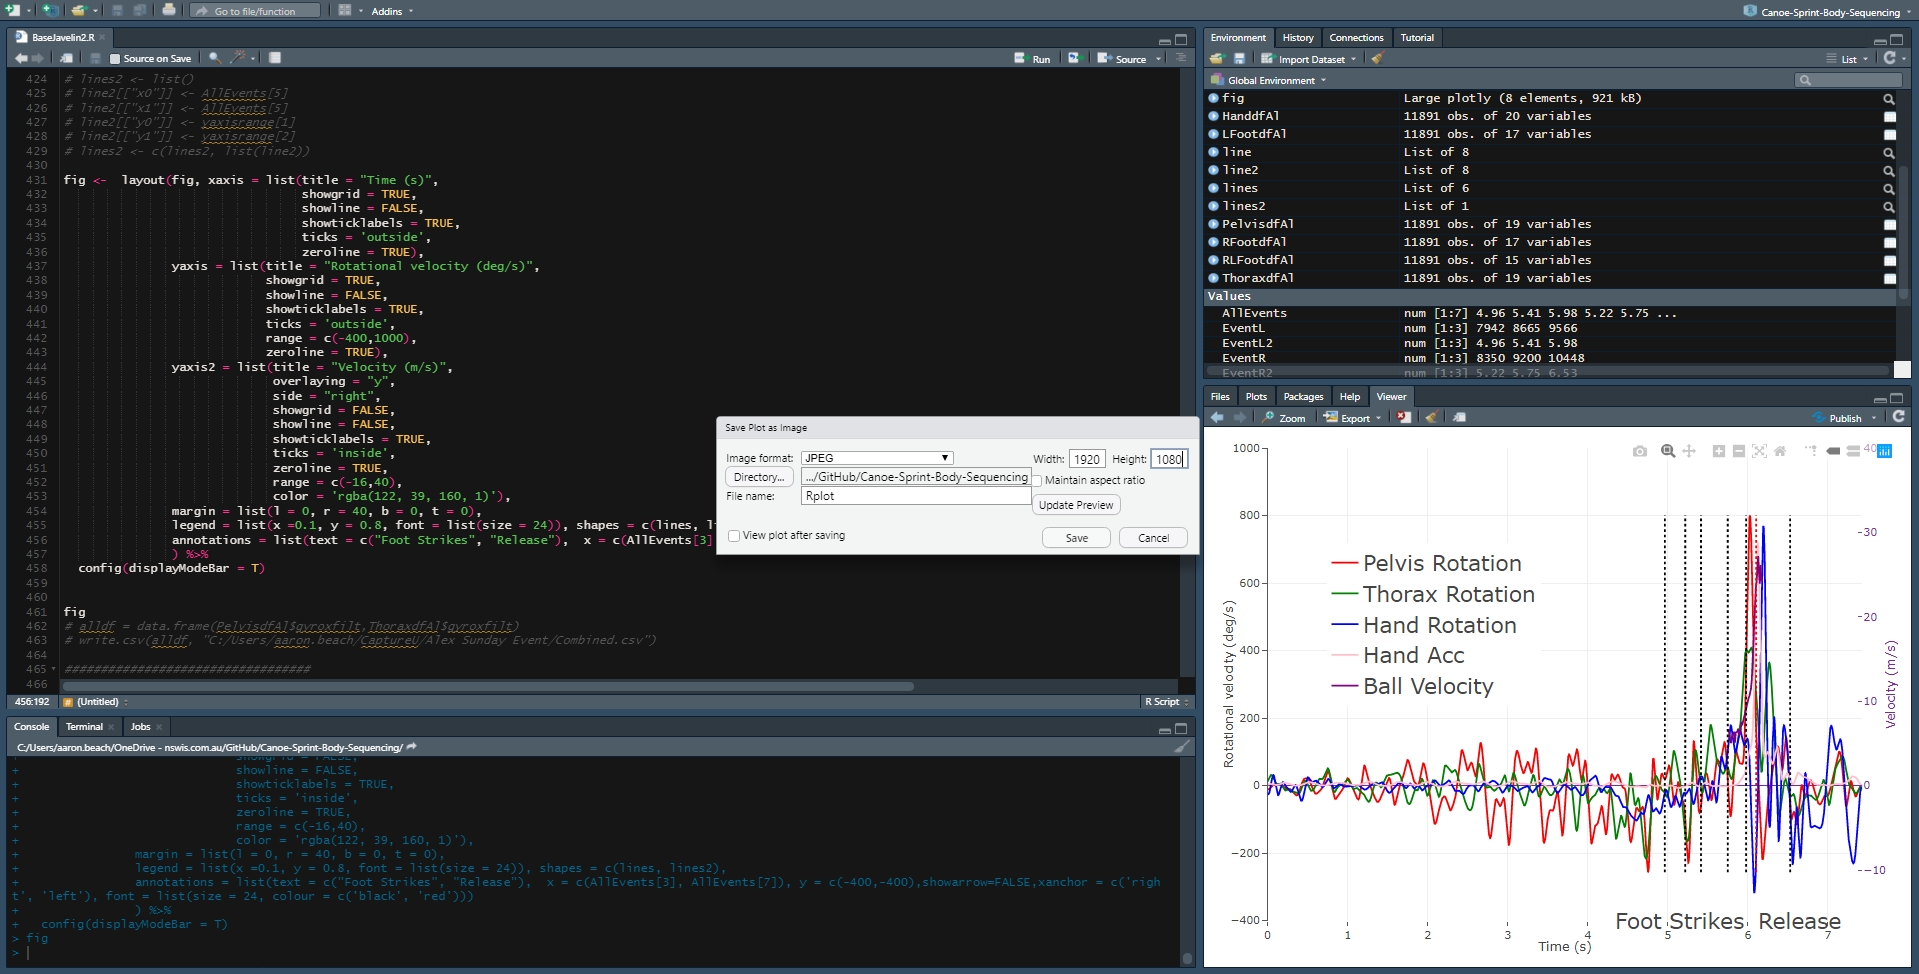 Go to file/function
Addins
Canoe-Sprint-Body-Sequencing
BaseJavelin2.R
Source on Save
Run
Source
424 # lines2 <- list()
425 # line2[["x0"]] <- AllEvents[5]
426 # line2[["x1"]] <- AllEvents[5]
427 # line2[["y0"]] <- yaxisrange[1]
428 # line2[["y1"]] <- yaxisrange[2]
429 # lines2 <- c(lines2, list(line2))
430
431 fig <-  layout(fig, xaxis = list(title = "Time (s)",
432 showgrid = TRUE,
433 showline = FALSE,
434 showticklabels = TRUE,
435 ticks = 'outside',
436 zeroline = TRUE),
437 yaxis = list(title = "Rotational velocity (deg/s)",
438 showgrid = TRUE,
439 showline = FALSE,
440 showticklabels = TRUE,
441 ticks = 'outside',
442 range = c(-400,1000),
443 zeroline = TRUE),
444 yaxis2 = list(title = "Velocity (m/s)",
445 overlaying = "y",
446 side = "right",
447 showgrid = FALSE,
448 showline = FALSE,
449 showticklabels = TRUE,
450 ticks = 'inside',
451 zeroline = TRUE,
452 range = c(-16,40),
453 color = 'rgba(122, 39, 160, 1)'),
454 margin = list(l = 0, r = 40, b = 0, t = 0),
455 legend = list(x =0.1, y = 0.8, font = list(size = 24)), shapes = c(lines, l
456 annotations = list(text = c("Foot Strikes", "Release"),  x = c(AllEvents[3]
457 ) %>%
458 config(displayModeBar = T)
459
460
461 fig
462 # alldf = data.frame(PelvisdfAl$gyroxfilt,ThoraxdfAl$gyroxfilt)
463 # write.csv(alldf, "C:/Users/aaron.beach/CaptureU/Alex Sunday Event/Combined.csv")
464
465 ##################################
466
456:192
(Untitled)
R Script
Console
Terminal
Jobs
C:/Users/aaron.beach/OneDrive - nswis.com.au/GitHub/Canoe-Sprint-Body-Sequencing/
+ showgrid = FALSE,
+ showline = FALSE,
+ showticklabels = TRUE,
+ ticks = 'inside',
+ zeroline = TRUE,
+ range = c(-16,40),
+ color = 'rgba(122, 39, 160, 1)'),
+ margin = list(l = 0, r = 40, b = 0, t = 0),
+ legend = list(x =0.1, y = 0.8, font = list(size = 24)), shapes = c(lines, lines2),
+ annotations = list(text = c("Foot Strikes", "Release"),  x = c(AllEvents[3], AllEvents[7]), y = c(-400,-400),showarrow=FALSE,xanchor = c('righ
t', 'left'), font = list(size = 24, colour = c('black', 'red')))
+ ) %>%
+ config(displayModeBar = T)
> fig
>
Save Plot as Image
Image format: JPEG
Width: 1920 Height: 1080
Directory... .../GitHub/Canoe-Sprint-Body-Sequencing
Maintain aspect ratio
File name: Rplot
Update Preview
View plot after saving
Save
Cancel
Environment
History
Connections
Tutorial
Import Dataset
List
Global Environment
fig Large plotly (8 elements, 921 kB)
HanddfAl 11891 obs. of 20 variables
LFootdfAl 11891 obs. of 17 variables
line List of 8
line2 List of 8
lines List of 6
lines2 List of 1
PelvisdfAl 11891 obs. of 19 variables
RFootdfAl 11891 obs. of 17 variables
RLFootdfAl 11891 obs. of 15 variables
ThoraxdfAl 11891 obs. of 19 variables
Values
AllEvents num [1:7] 4.96 5.41 5.98 5.22 5.75 ...
EventL num [1:3] 7942 8665 9566
EventL2 num [1:3] 4.96 5.41 5.98
EventR num [1:3] 8350 9200 10448
EventR2 num [1:3] 5.22 5.75 6.53
Files
Plots
Packages
Help
Viewer
Zoom
Export
Publish
1000
800
600
400
200
0
−200
−400
Rotational velocity (deg/s)
Pelvis Rotation
Thorax Rotation
Hand Rotation
Hand Acc
Ball Velocity
40
30
20
10
0
−10
Velocity (m/s)
Foot Strikes
Release
0 1 2 3 4 5 6 7
Time (s)